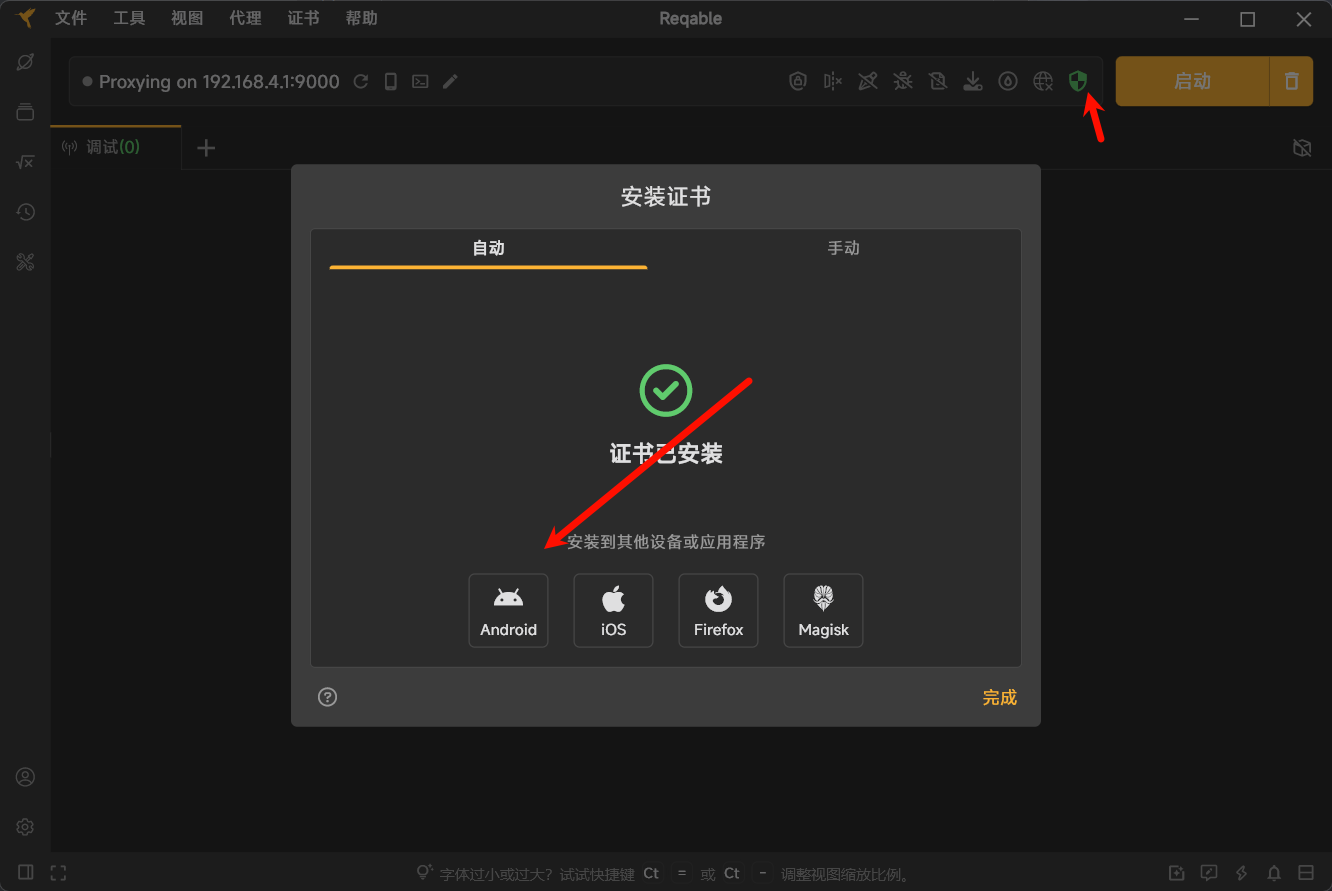 文件 工具 视图 代理 证书 帮助 Reqable
Proxying on 192.168.4.1:9000 启动
调试(0)
安装证书
自动 手动
证书已安装
安装到其他设备或应用程序
Android iOS Firefox Magisk
完成
字体过小或过大？试试快捷键 Ct = 或 Ct - 调整视图缩放比例。